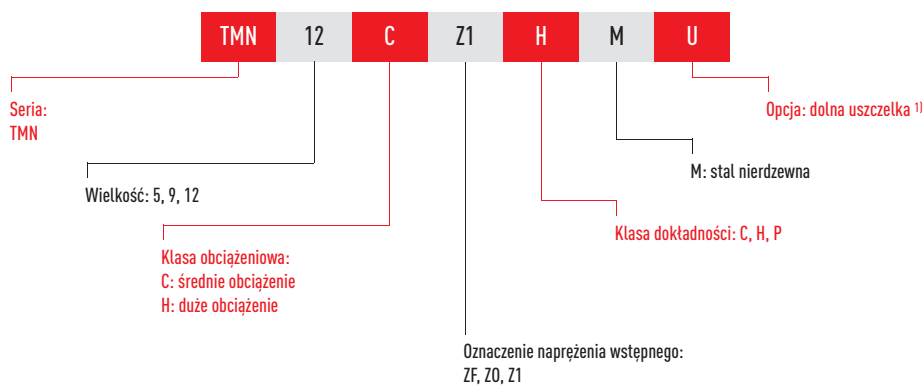 TMN 12 C Z1 H M U
Seria:
TMN
Opcja: dolna uszczelka 1)
M: stal nierdzewna
Wielkość: 5, 9, 12
Klasa dokładności: C, H, P
Klasa obciążeniowa:
C: średnie obciążenie
H: duże obciążenie
Oznaczenie naprężenia wstępnego:
ZF, Z0, Z1